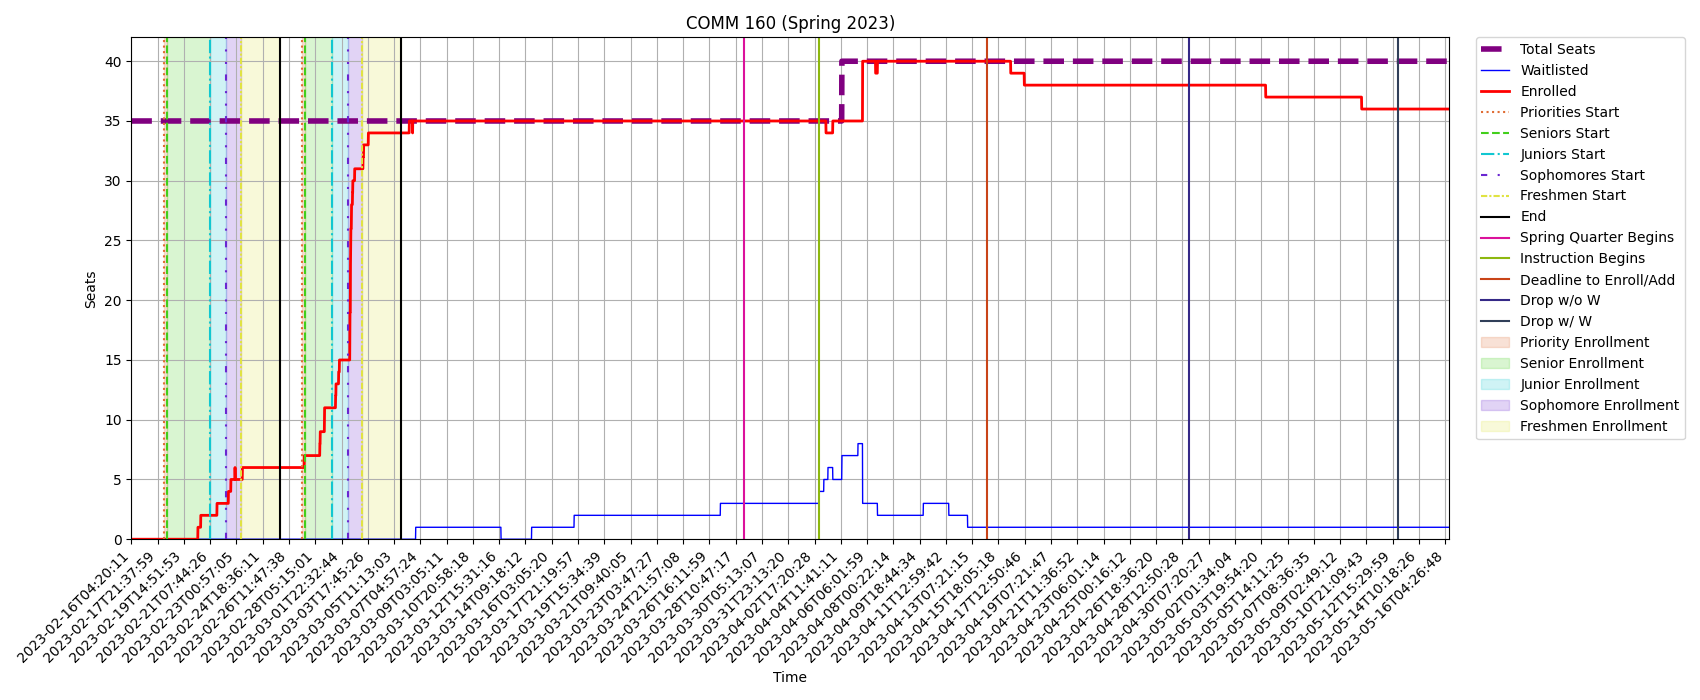 COMM 160 (Spring 2023)
Seats
40
35
30
25
20
15
10
5
0
Total Seats
Waitlisted
Enrolled
Priorities Start
Seniors Start
Juniors Start
Sophomores Start
Freshmen Start
End
Spring Quarter Begins
Instruction Begins
Deadline to Enroll/Add
Drop w/o W
Drop w/ W
Priority Enrollment
Senior Enrollment
Junior Enrollment
Sophomore Enrollment
Freshmen Enrollment
2023-02-16T04:20:11
2023-02-17T21:37:59
2023-02-19T14:51:53
2023-02-21T07:44:26
2023-02-23T00:57:05
2023-02-24T18:36:11
2023-02-26T11:47:38
2023-02-28T05:15:01
2023-03-01T22:32:44
2023-03-03T17:45:26
2023-03-05T11:13:03
2023-03-07T04:57:24
2023-03-09T03:05:11
2023-03-10T20:58:18
2023-03-12T15:31:16
2023-03-14T09:18:12
2023-03-16T03:05:20
2023-03-17T21:19:57
2023-03-19T15:34:39
2023-03-21T09:40:05
2023-03-23T03:47:27
2023-03-24T21:57:08
2023-03-26T16:11:59
2023-03-28T10:47:17
2023-03-30T05:13:07
2023-03-31T23:13:20
2023-04-02T17:20:28
2023-04-04T11:41:11
2023-04-06T06:01:59
2023-04-08T00:22:14
2023-04-09T18:44:34
2023-04-11T12:59:42
2023-04-13T07:21:15
2023-04-15T18:05:18
2023-04-17T12:50:46
2023-04-19T07:21:47
2023-04-21T11:36:52
2023-04-23T06:01:14
2023-04-25T00:16:12
2023-04-26T18:36:20
2023-04-28T12:50:28
2023-04-30T07:20:27
2023-05-02T01:34:04
2023-05-03T19:54:20
2023-05-05T14:11:25
2023-05-07T08:36:35
2023-05-09T02:49:12
2023-05-10T21:09:43
2023-05-12T15:29:59
2023-05-14T10:18:26
2023-05-16T04:26:48
Time